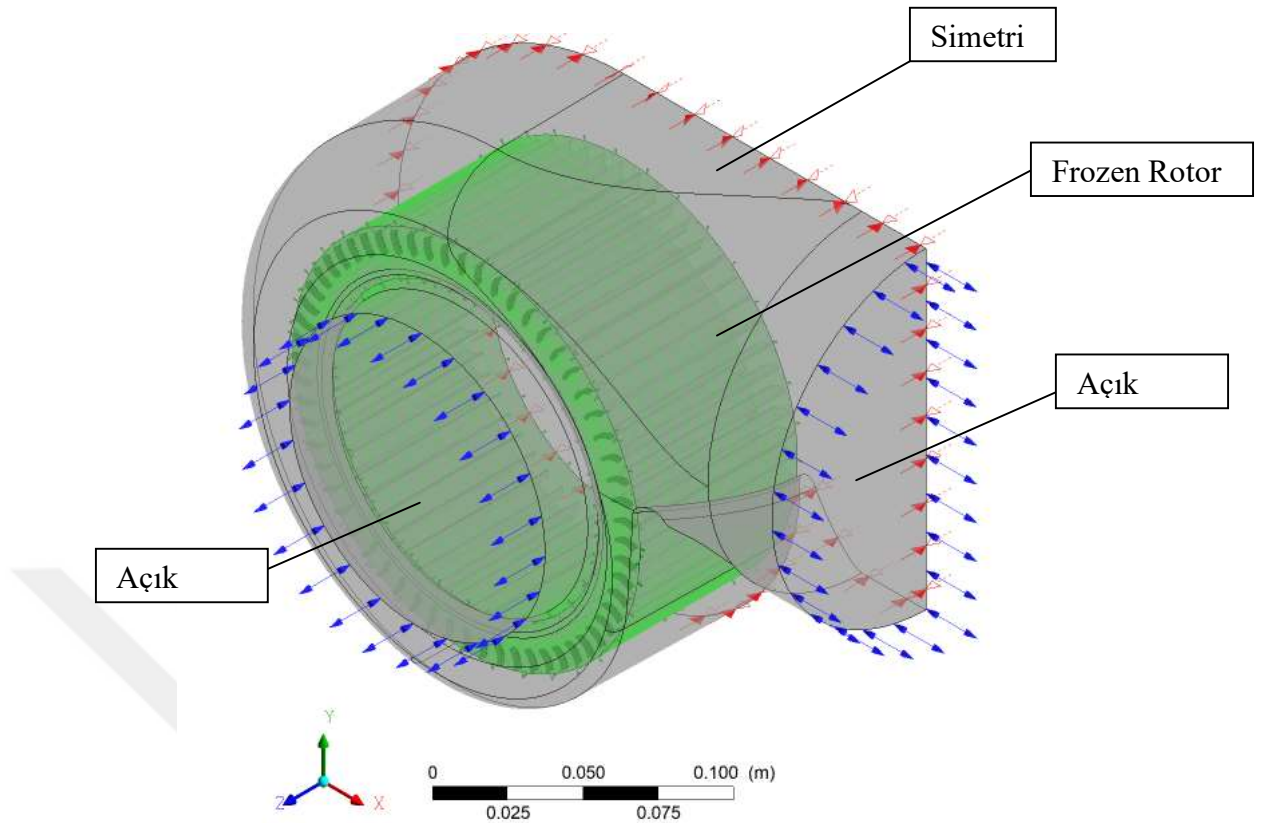 Simetri
Frozen Rotor
Açık
Açık
Y
Z
X
0 0.050 0.100 (m)
0.025 0.075